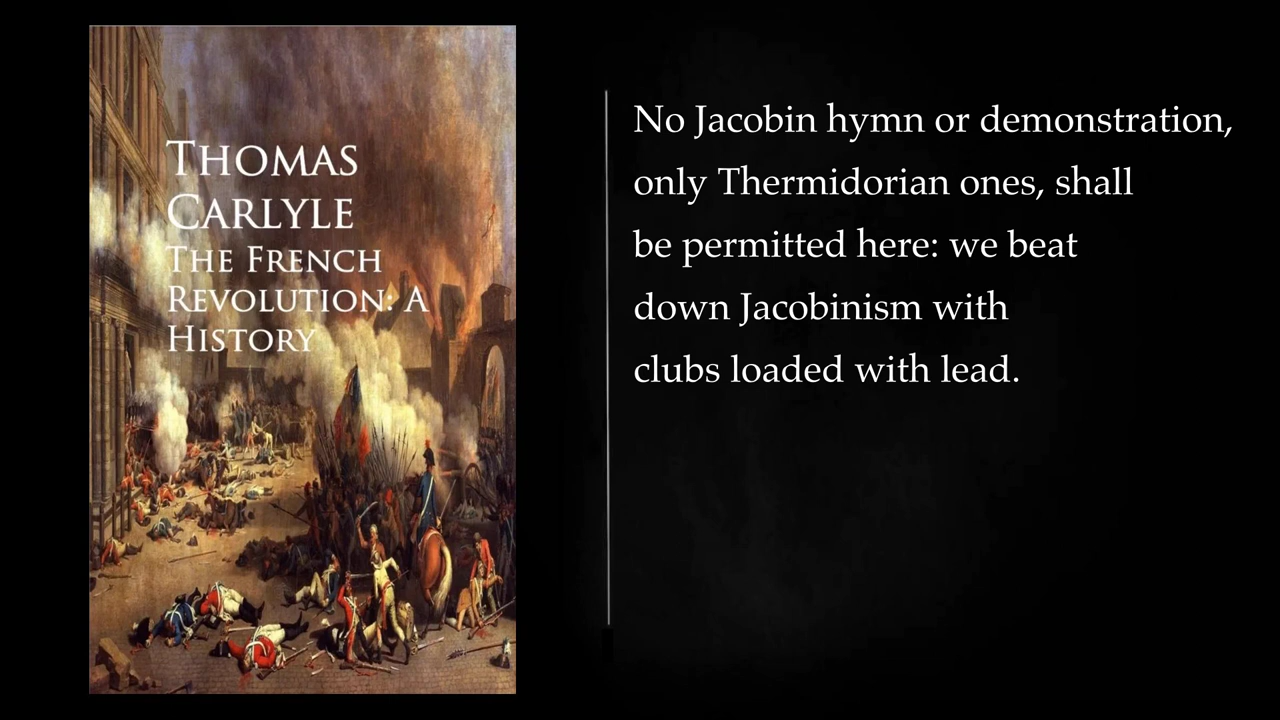 THOMAS
CARLYLE
THE FRENCH
REVOLUTION: A
HISTORY
No Jacobin hymn or demonstration,
only Thermidorian ones, shall
be permitted here: we beat
down Jacobinism with
clubs loaded with lead.